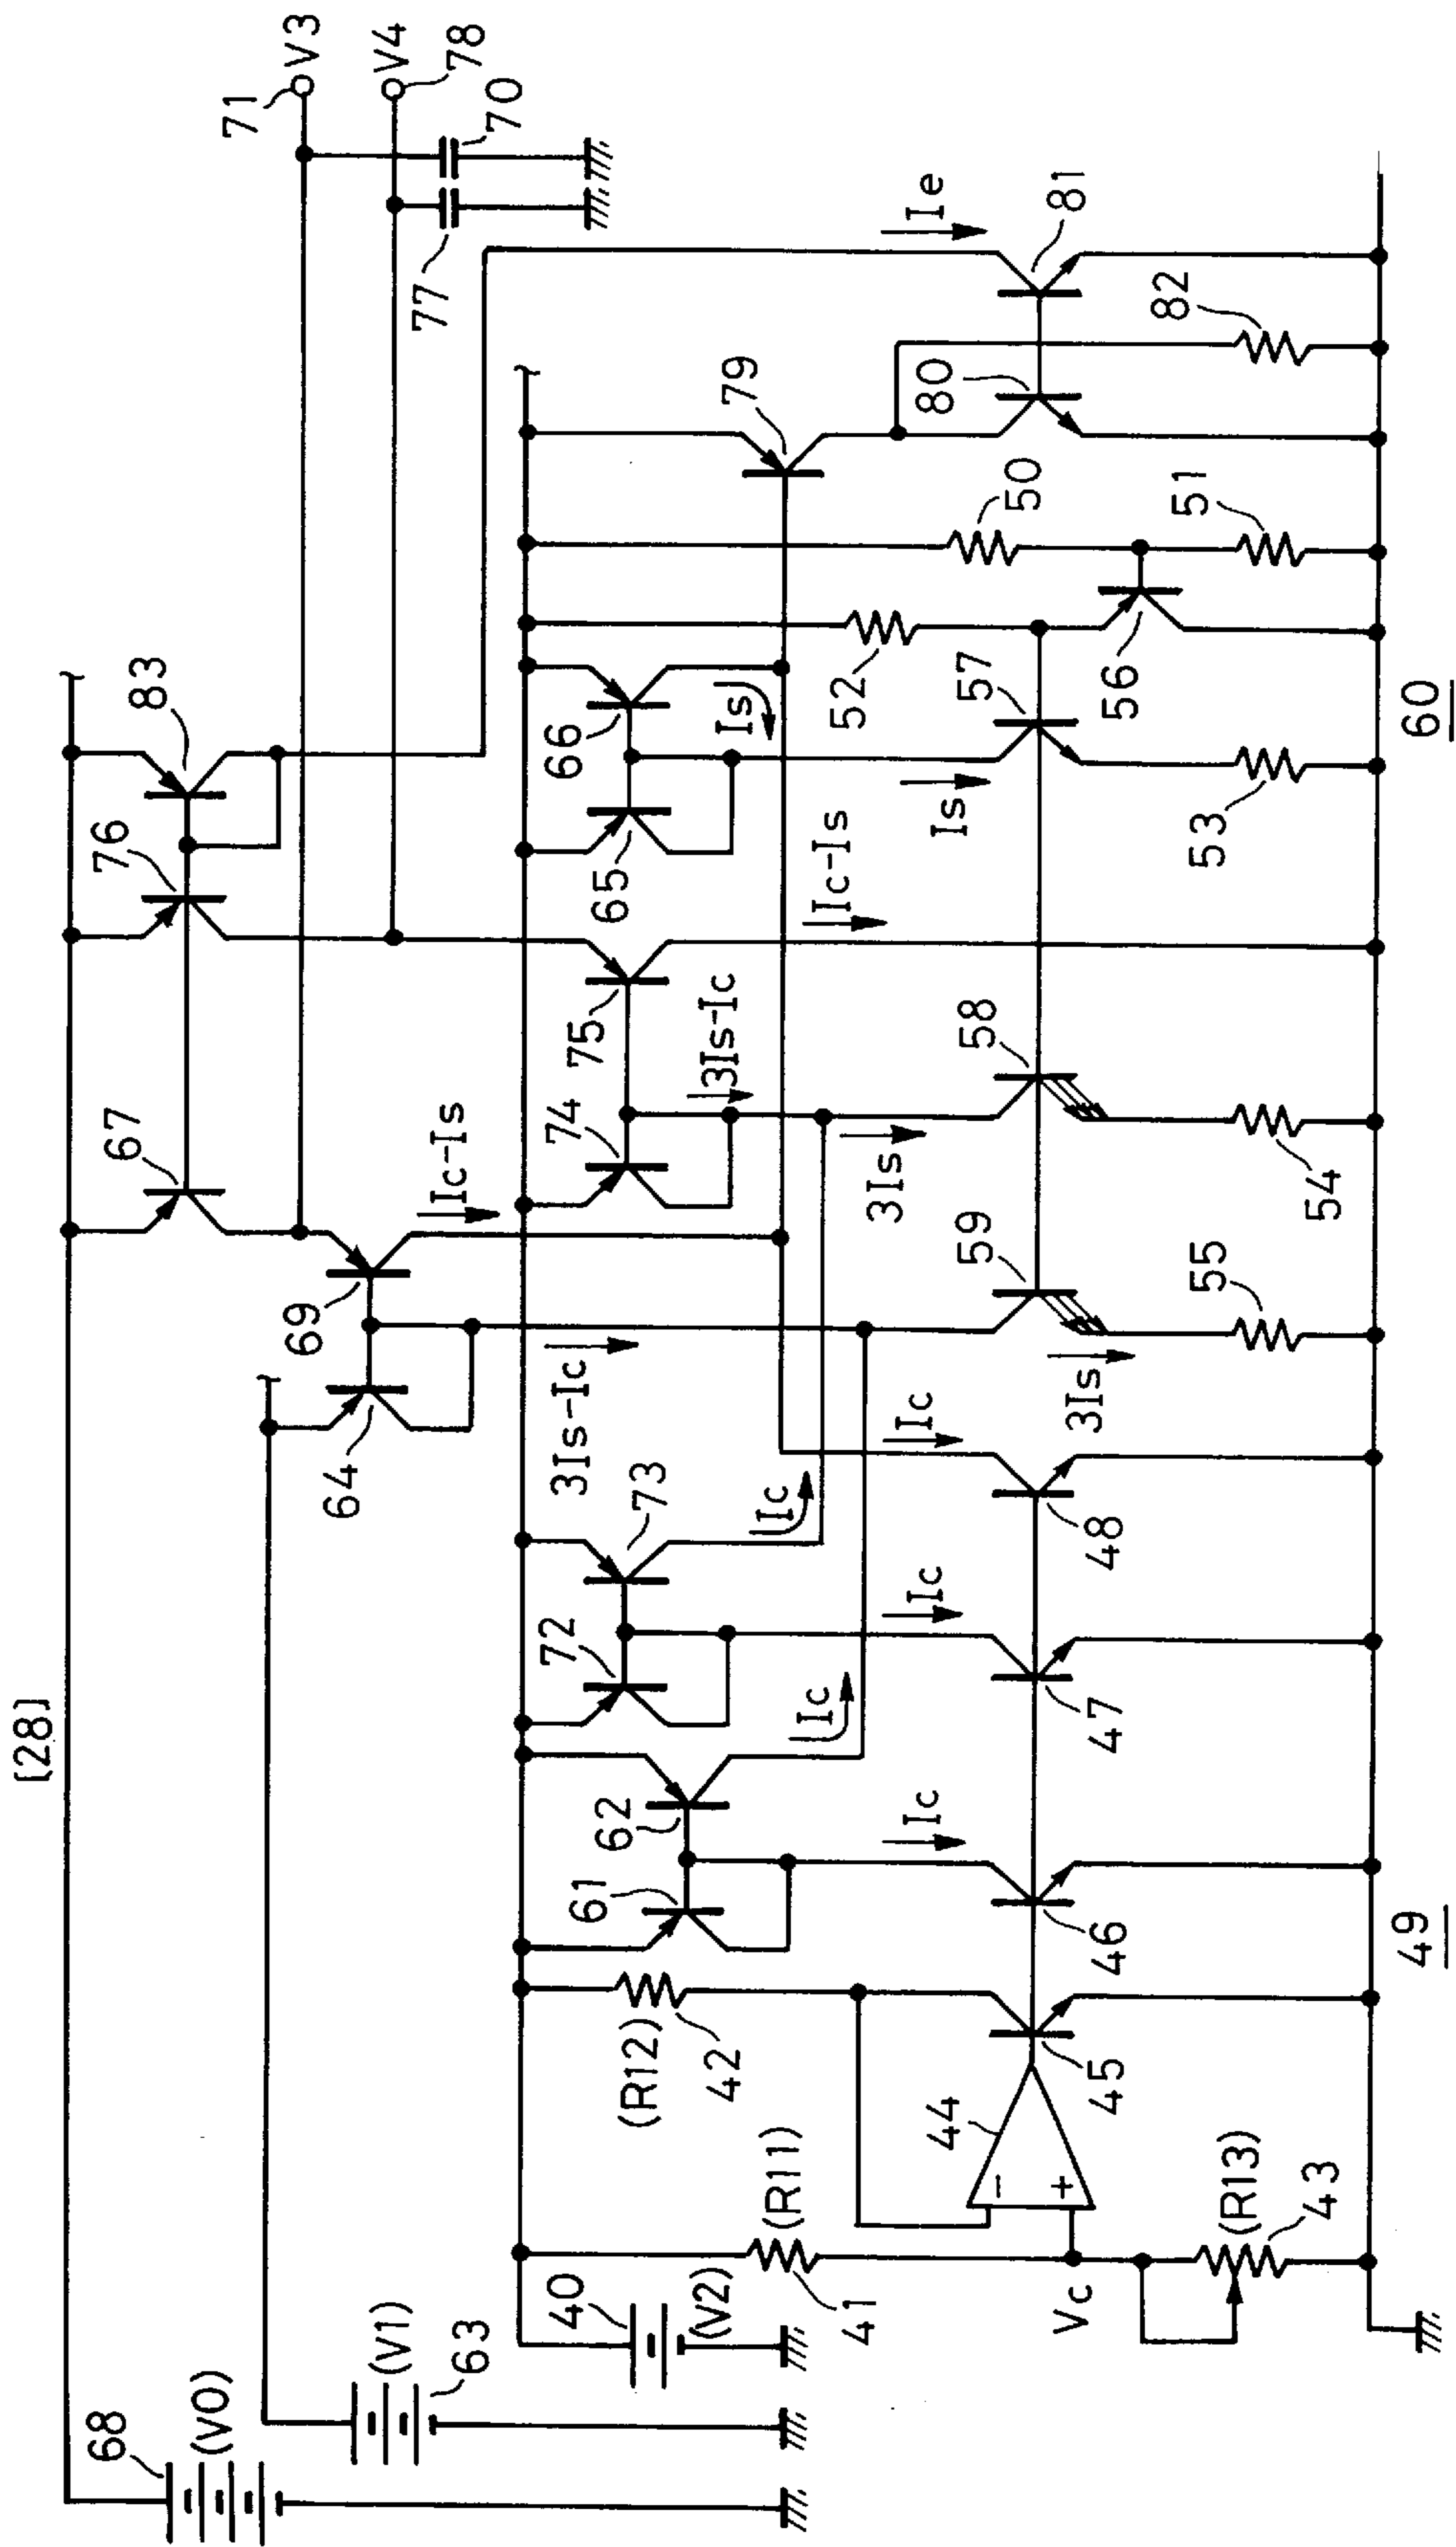 [28]
68
(V0)
67
76
83
71
V3
V4
78
(V1)
63
64
69
Ic-Is
77
70
40
(V2)
(R12)
42
61
62
72
73
3Is-Ic
74
75
3Is-Ic
65
66
Is
79
41
(R11)
44
Ic
Ic
Ic
Ic
Ic
3Is
Ic-Is
Is
52
50
80
Ie
81
Vc
−
+
45
46
47
48
59
58
57
56
51
82
(R13)
43
3Is
55
54
53
49
60